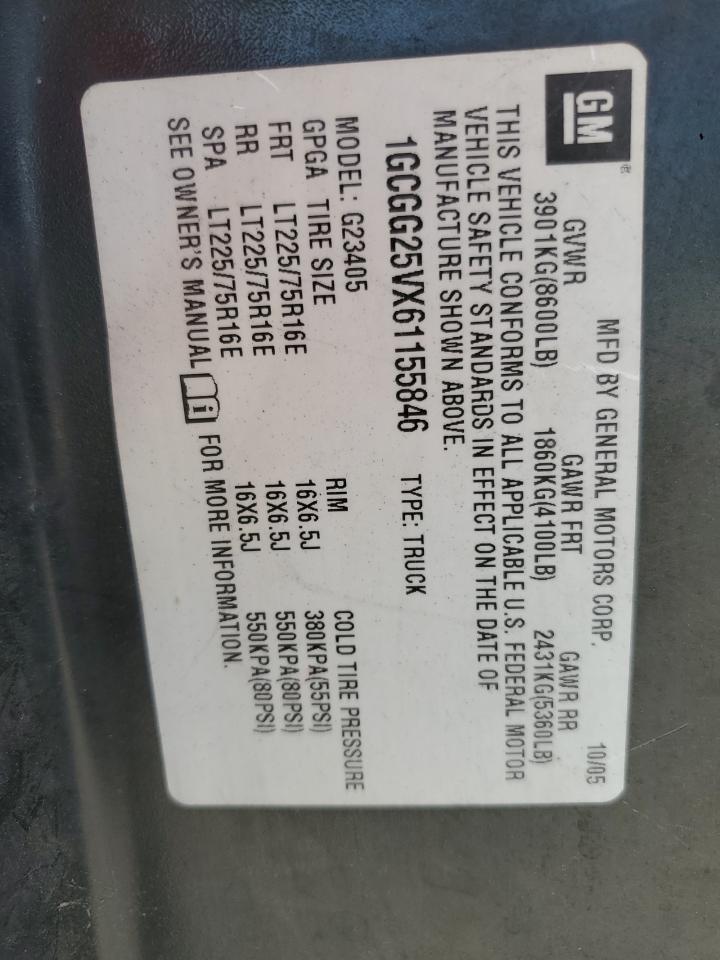 GM®
MFD BY GENERAL MOTORS CORP. 10/05
GVWR GAWR FRT GAWR RR
3901KG(8600LB) 1860KG(4100LB) 2431KG(5360LB)
THIS VEHICLE CONFORMS TO ALL APPLICABLE U.S. FEDERAL MOTOR
VEHICLE SAFETY STANDARDS IN EFFECT ON THE DATE OF
MANUFACTURE SHOWN ABOVE.
1GCGG25VX61155846 TYPE: TRUCK
MODEL: G23405
GPGA TIRE SIZE RIM COLD TIRE PRESSURE
FRT LT225/75R16E 16X6.5J 380KPA(55PSI)
RR LT225/75R16E 16X6.5J 550KPA(80PSI)
SPA LT225/75R16E 16X6.5J 550KPA(80PSI)
SEE OWNER'S MANUAL i FOR MORE INFORMATION.